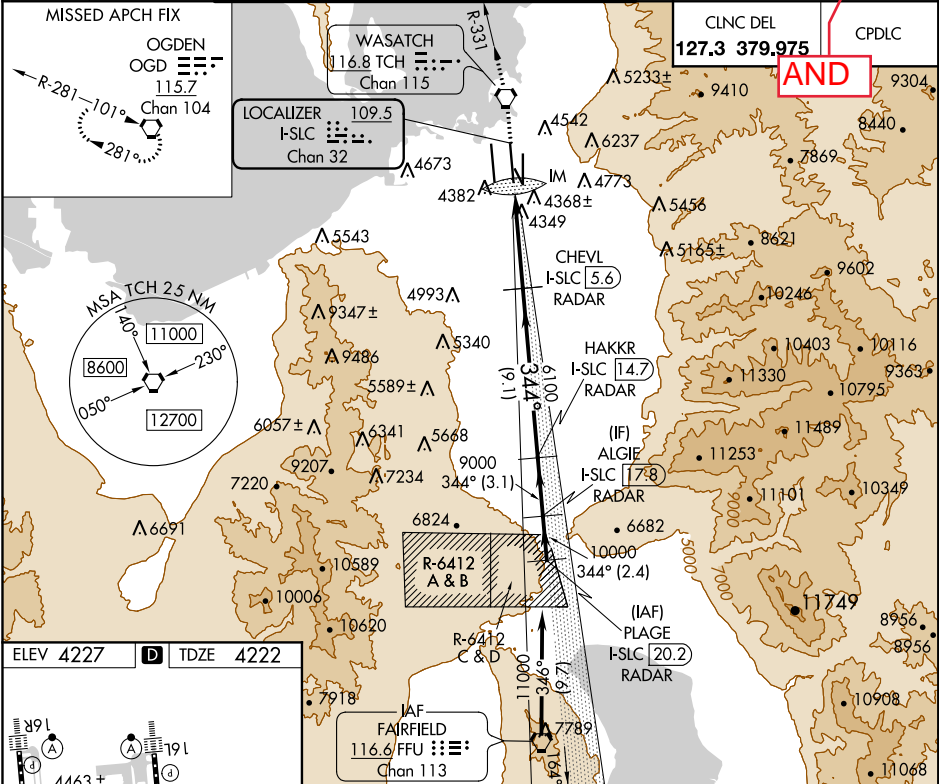 MISSED APCH FIX
OGDEN
OGD
115.7
Chan 104
R-281
101°
281°
R-331
WASATCH
116.8 TCH
Chan 115
LOCALIZER 109.5
I-SLC
Chan 32
CLNC DEL
127.3 379.975
CPDLC
AND
5233±
9410
9304
8440
4542
6237
7869
4673
IM
4382
4368±
4349
4773
5456
5543
5165±
8621
9602
CHEVL
I-SLC 5.6
RADAR
MSA TCH 25 NM
140°
11000
230°
8600
050°
12700
4993
9347±
10246
5340
9486
10403
10116
HAKKR
I-SLC 14.7
RADAR
344°
(9.1)
6100
9363
11330
10795
5589±
6057±
6341
5668
11489
(IF)
ALGIE
I-SLC 17.8
RADAR
11253
9207
7234
9000
344° (3.1)
7220
11101
10349
11000
6691
6824
6682
10000
344° (2.4)
R-6412
A & B
10589
10006
11749
(IAF)
PLAGE
I-SLC 20.2
RADAR
10620
R-6412
C & D
8956
8956
11000
346°
(9.7)
ELEV 4227
D
TDZE 4222
7918
10908
IAF
FAIRFIELD
116.6 FFU
Chan 113
7789
164°
11068
16R
A
A
16L
P
P
4463±